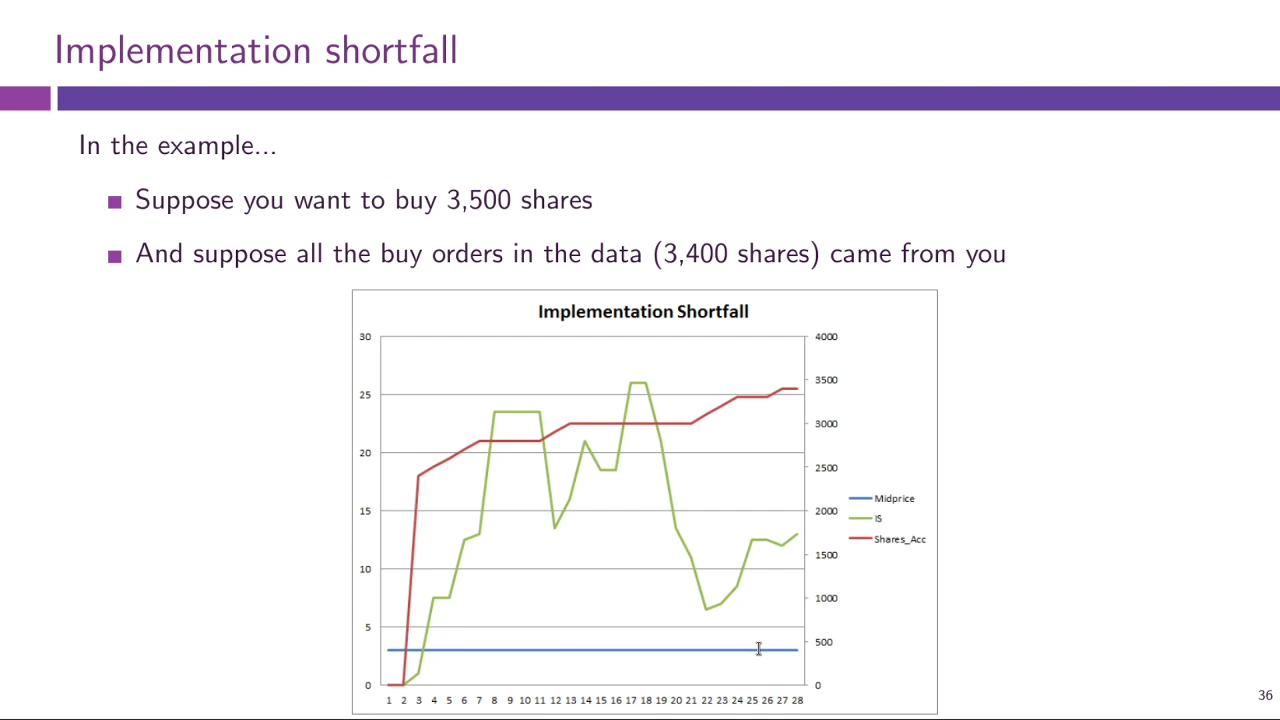 Implementation shortfall
In the example...
Suppose you want to buy 3,500 shares
And suppose all the buy orders in the data (3,400 shares) came from you
Implementation Shortfall
30
25
20
15
10
5
0
4000
3500
3000
2500
2000
1500
1000
500
0
Midprice
IS
Shares_Acc
1 2 3 4 5 6 7 8 9 10 11 12 13 14 15 16 17 18 19 20 21 22 23 24 25 26 27 28
36